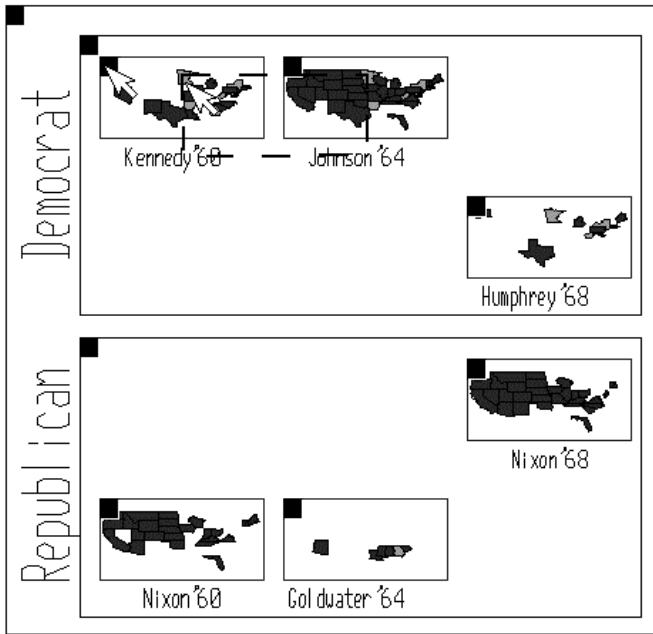 Democrat
Kennedy '60
Johnson '64
Humphrey '68
Republican
Nixon '68
Nixon '60
Goldwater '64